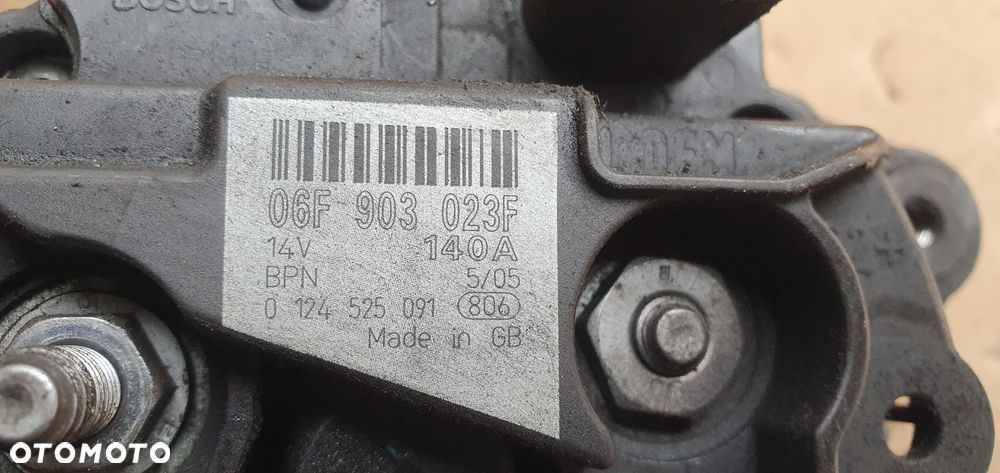 BOSCH
06F 903 023F
14V 140A
BPN 5/05
0 124 525 091 806
Made in GB
OTOMOTO